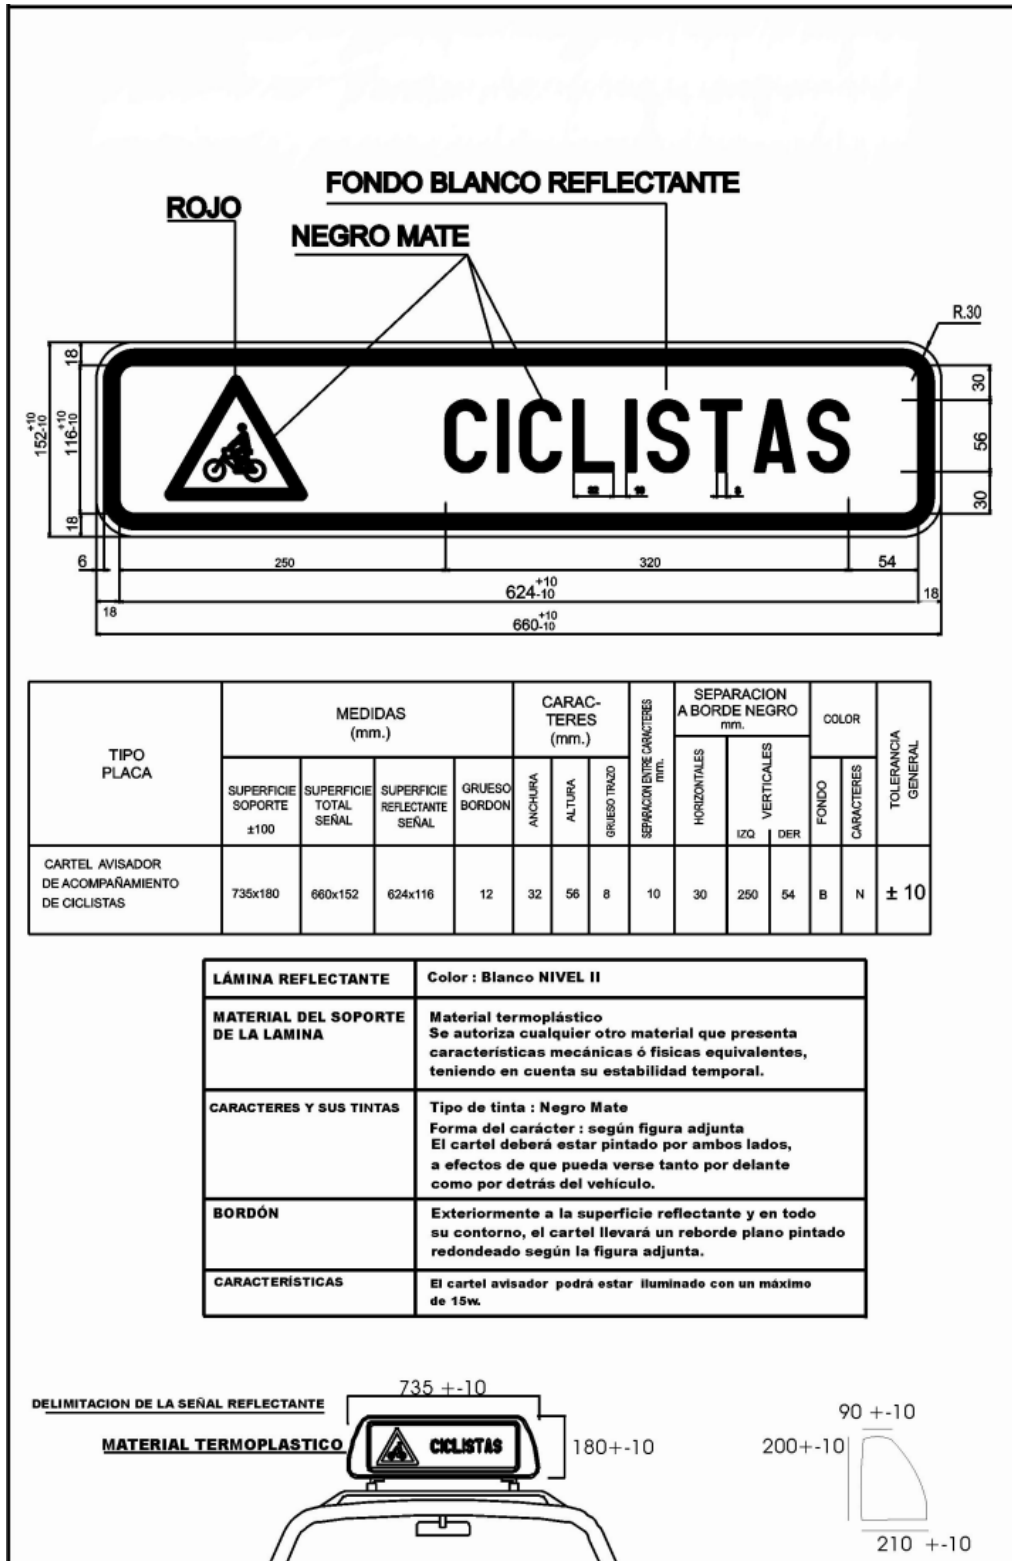 FONDO BLANCO REFLECTANTE
ROJO
NEGRO MATE
R.30
18
152 +10 -10
116 +10 -10
18
30
56
30
CICLISTAS
32
10
8
6
250
320
54
624 +10 -10
18
18
660 +10 -10
TIPO
PLACA
MEDIDAS
(mm.)
SUPERFICIE
SOPORTE
±100
SUPERFICIE
TOTAL
SEÑAL
SUPERFICIE
REFLECTANTE
SEÑAL
GRUESO
BORDON
CARAC-
TERES
(mm.)
ANCHURA
ALTURA
GRUESO TRAZO
SEPARACION ENTRE CARACTERES
mm.
SEPARACION
A BORDE NEGRO
mm.
HORIZONTALES
VERTICALES
IZQ
DER
COLOR
FONDO
CARACTERES
TOLERANCIA
GENERAL
CARTEL AVISADOR
DE ACOMPAÑAMIENTO
DE CICLISTAS
735x180
660x152
624x116
12
32
56
8
10
30
250
54
B
N
± 10
LÁMINA REFLECTANTE
Color : Blanco NIVEL II
MATERIAL DEL SOPORTE
DE LA LAMINA
Material termoplástico
Se autoriza cualquier otro material que presenta
características mecánicas ó fisicas equivalentes,
teniendo en cuenta su estabilidad temporal.
CARACTERES Y SUS TINTAS
Tipo de tinta : Negro Mate
Forma del carácter : según figura adjunta
El cartel deberá estar pintado por ambos lados,
a efectos de que pueda verse tanto por delante
como por detrás del vehículo.
BORDÓN
Exteriormente a la superficie reflectante y en todo
su contorno, el cartel llevará un reborde plano pintado
redondeado según la figura adjunta.
CARACTERÍSTICAS
El cartel avisador podrá estar iluminado con un máximo
de 15w.
735 +-10
DELIMITACION DE LA SEÑAL REFLECTANTE
MATERIAL TERMOPLASTICO
CICLISTAS
180+-10
90 +-10
200+-10
210 +-10